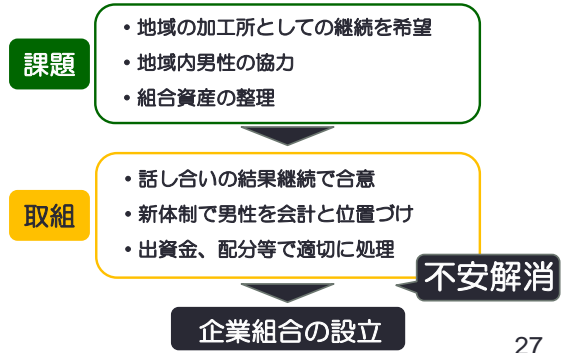 課題
・地域の加工所としての継続を希望
・地域内男性の協力
・組合資産の整理
取組
・話し合いの結果継続で合意
・新体制で男性を会計と位置づけ
・出資金、配分等で適切に処理
不安解消
企業組合の設立
27